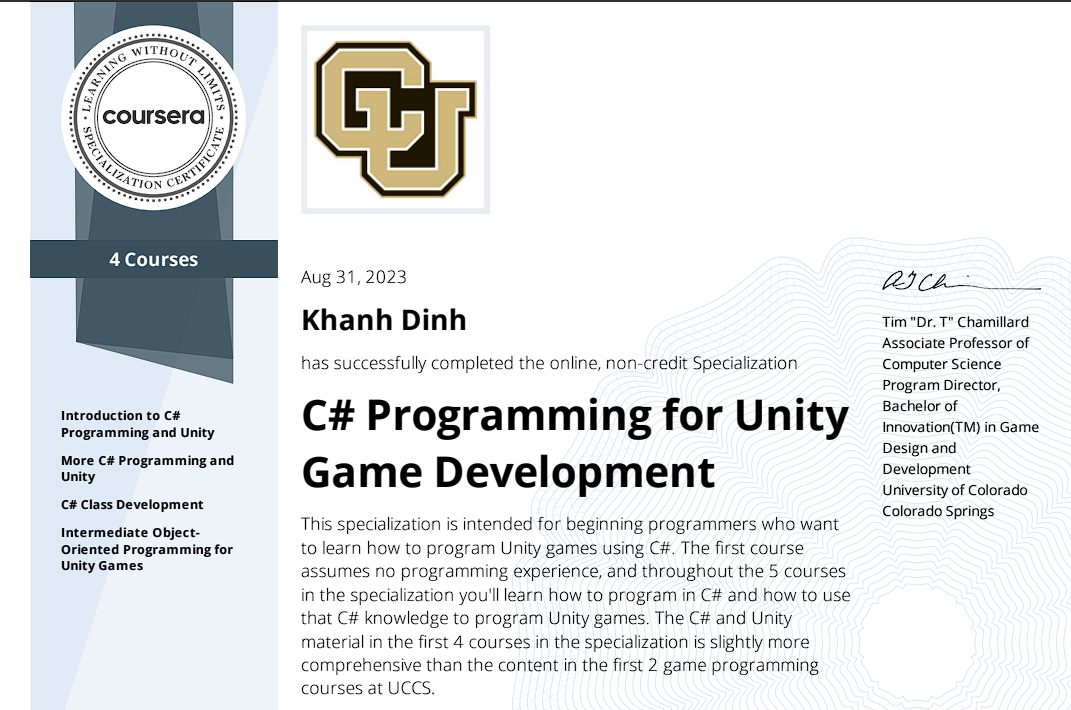 LEARNING WITHOUT LIMITS
coursera
SPECIALIZATION CERTIFICATE
CU
4 Courses
Introduction to C#
Programming and Unity
More C# Programming and
Unity
C# Class Development
Intermediate Object-
Oriented Programming for
Unity Games
Aug 31, 2023
Khanh Dinh
has successfully completed the online, non-credit Specialization
C# Programming for Unity
Game Development
This specialization is intended for beginning programmers who want
to learn how to program Unity games using C#. The first course
assumes no programming experience, and throughout the 5 courses
in the specialization you'll learn how to program in C# and how to use
that C# knowledge to program Unity games. The C# and Unity
material in the first 4 courses in the specialization is slightly more
comprehensive than the content in the first 2 game programming
courses at UCCS.
Tim "Dr. T" Chamillard
Associate Professor of
Computer Science
Program Director,
Bachelor of
Innovation(TM) in Game
Design and
Development
University of Colorado
Colorado Springs